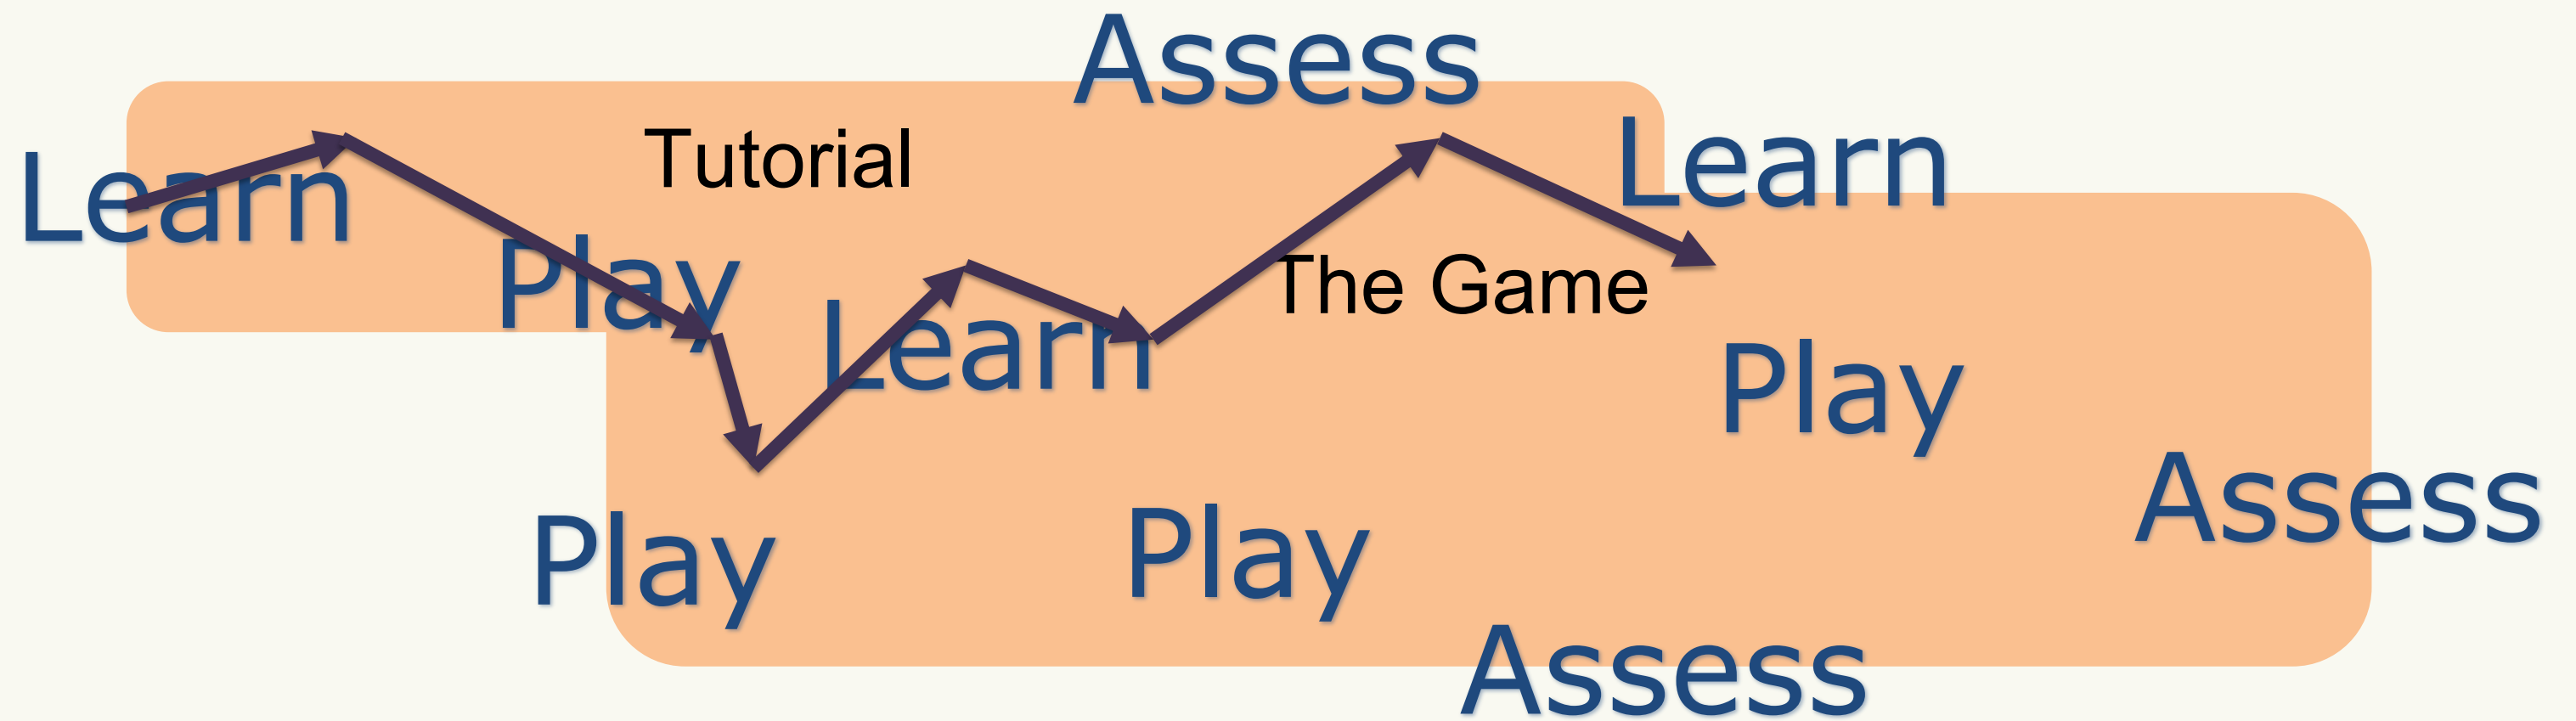 Assess
Learn
Tutorial
Learn
Play
The Game
Learn
Play
Assess
Play
Play
Assess